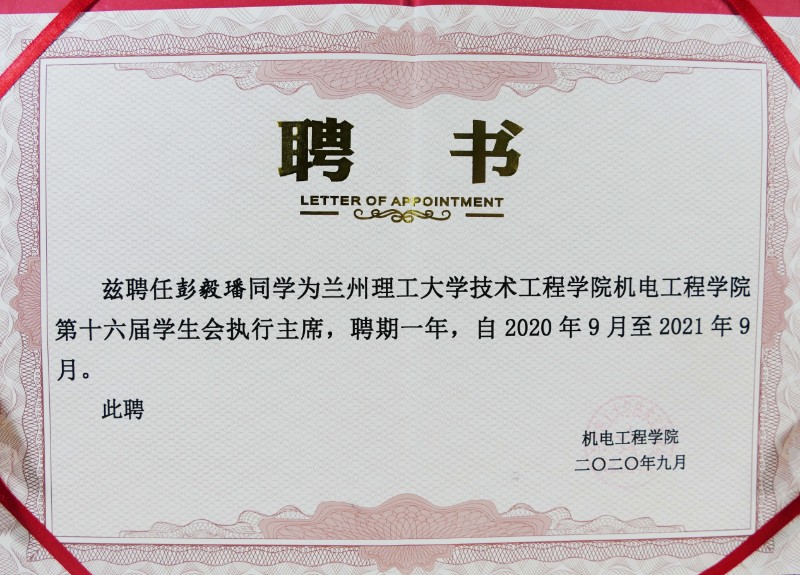 聘 书
LETTER OF APPOINTMENT
兹聘任彭毅璠同学为兰州理工大学技术工程学院机电工程学院
第十六届学生会执行主席，聘期一年，自 2020 年 9 月至 2021 年 9
月。
此聘
机电工程学院
二〇二〇年九月